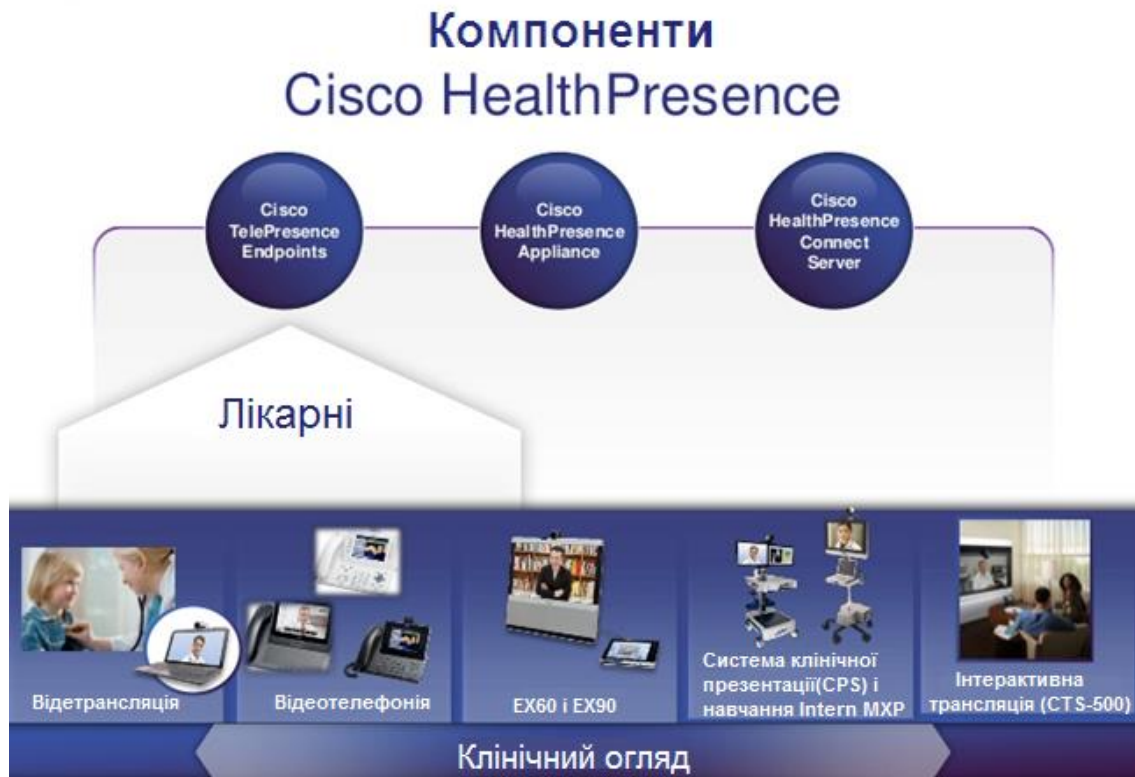 Компоненти
Cisco HealthPresence
Cisco
TelePresence
Endpoints
Cisco
HealthPresence
Appliance
Cisco
HealthPresence
Connect
Server
Лікарні
Відетрансляція
Відеотелефонія
EX60 і EX90
Система клінічної
презентації(CPS) і
навчання Intern MXP
Інтерактивна
трансляція (CTS-500)
Клінічний огляд